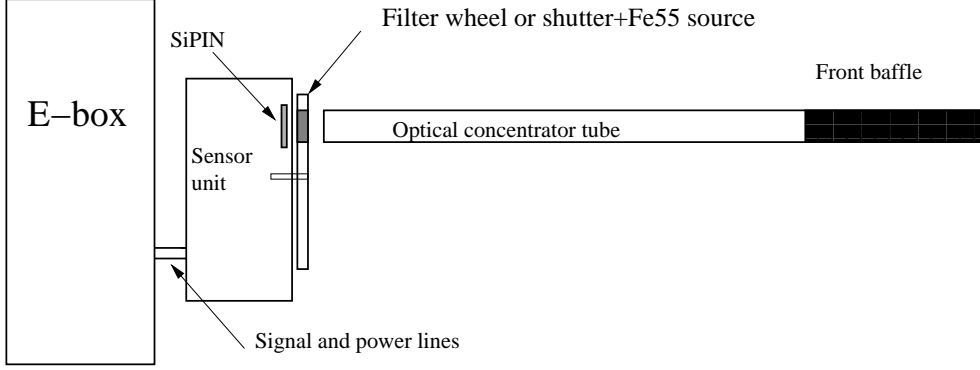 Filter wheel or shutter+Fe55 source
SiPIN
Front baffle
E–box
Optical concentrator tube
Sensor
unit
Signal and power lines